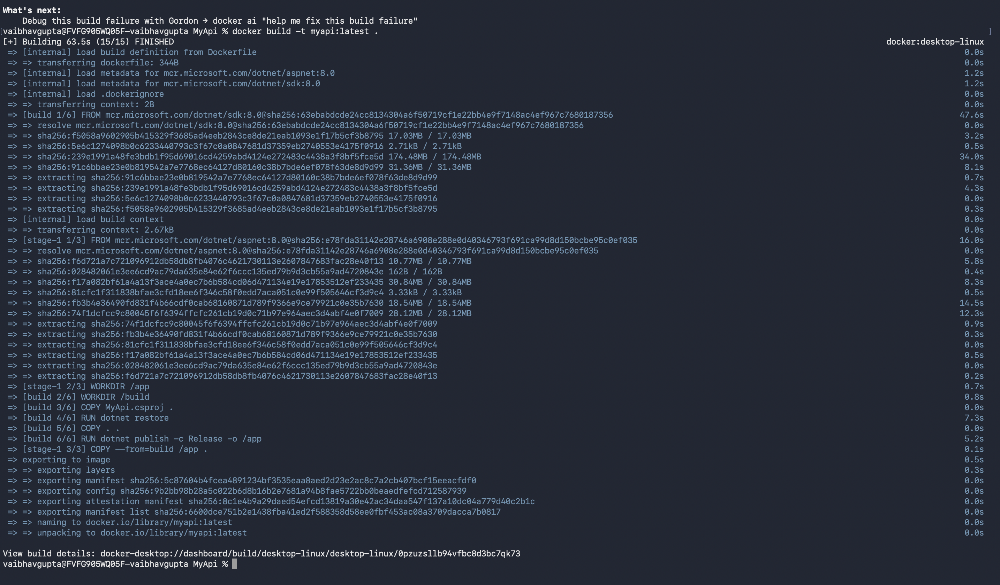 What's next:
    Debug this build failure with Gordon → docker ai "help me fix this build failure"
[vaibhavgupta@FVFG905WQ05F-vaibhavgupta MyApi % docker build -t myapi:latest . ]
[+] Building 63.5s (15/15) FINISHED docker:desktop-linux
 => [internal] load build definition from Dockerfile 0.0s
 => => transferring dockerfile: 344B 0.0s
 => [internal] load metadata for mcr.microsoft.com/dotnet/aspnet:8.0 1.2s
 => [internal] load metadata for mcr.microsoft.com/dotnet/sdk:8.0 1.2s
 => [internal] load .dockerignore 0.0s
 => => transferring context: 2B 0.0s
 => [build 1/6] FROM mcr.microsoft.com/dotnet/sdk:8.0@sha256:63ebabdcde24cc8134304a6f50719cf1e22bb4e9f7148ac4ef967c7680187356 47.6s
 => => resolve mcr.microsoft.com/dotnet/sdk:8.0@sha256:63ebabdcde24cc8134304a6f50719cf1e22bb4e9f7148ac4ef967c7680187356 0.0s
 => => sha256:f5058a9602905b415329f3685ad4eeb2843ce8de21eab1093e1f17b5cf3b8795 17.03MB / 17.03MB 3.2s
 => => sha256:5e6c1274098b0c6233440793c3f67c0a0847681d37359eb2740553e4175f0916 2.71kB / 2.71kB 0.5s
 => => sha256:239e1991a48fe3bdb1f95d69016cd4259abd4124e272483c4438a3f8bf5fce5d 174.48MB / 174.48MB 34.0s
 => => sha256:91c6bbae23e0b819542a7e7768ec64127d80160c38b7bde6ef078f63de8d9d99 31.36MB / 31.36MB 8.1s
 => => extracting sha256:91c6bbae23e0b819542a7e7768ec64127d80160c38b7bde6ef078f63de8d9d99 0.7s
 => => extracting sha256:239e1991a48fe3bdb1f95d69016cd4259abd4124e272483c4438a3f8bf5fce5d 4.3s
 => => extracting sha256:5e6c1274098b0c6233440793c3f67c0a0847681d37359eb2740553e4175f0916 0.0s
 => => extracting sha256:f5058a9602905b415329f3685ad4eeb2843ce8de21eab1093e1f17b5cf3b8795 0.3s
 => [internal] load build context 0.0s
 => => transferring context: 2.67kB 0.0s
 => [stage-1 1/3] FROM mcr.microsoft.com/dotnet/aspnet:8.0@sha256:e78fda31142e28746a6908e288e0d40346793f691ca99d8d150bcbe95c0ef035 16.0s
 => => resolve mcr.microsoft.com/dotnet/aspnet:8.0@sha256:e78fda31142e28746a6908e288e0d40346793f691ca99d8d150bcbe95c0ef035 0.0s
 => => sha256:f6d721a7c721096912db58db8fb4076c4621730113e2607847683fac28e40f13 10.77MB / 10.77MB 5.8s
 => => sha256:028482061e3ee6cd9ac79da635e84e62f6ccc135ed79b9d3cb55a9ad4720843e 162B / 162B 0.4s
 => => sha256:f17a082bf61a4a13f3ace4a0ec7b6b584cd06d471134e19e17853512ef233435 30.84MB / 30.84MB 8.3s
 => => sha256:81cfc1f311838bfae3cfd18ee6f346c58f0edd7aca051c0e99f505646cf3d9c4 3.33kB / 3.33kB 0.5s
 => => sha256:fb3b4e36490fd831f4b66cdf0cab68160871d789f9366e9ce79921c0e35b7630 18.54MB / 18.54MB 14.5s
 => => sha256:74f1dcfcc9c80045f6f6394ffcfc261cb19d0c71b97e964aec3d4abf4e0f7009 28.12MB / 28.12MB 12.3s
 => => extracting sha256:74f1dcfcc9c80045f6f6394ffcfc261cb19d0c71b97e964aec3d4abf4e0f7009 0.9s
 => => extracting sha256:fb3b4e36490fd831f4b66cdf0cab68160871d789f9366e9ce79921c0e35b7630 0.3s
 => => extracting sha256:81cfc1f311838bfae3cfd18ee6f346c58f0edd7aca051c0e99f505646cf3d9c4 0.0s
 => => extracting sha256:f17a082bf61a4a13f3ace4a0ec7b6b584cd06d471134e19e17853512ef233435 0.5s
 => => extracting sha256:028482061e3ee6cd9ac79da635e84e62f6ccc135ed79b9d3cb55a9ad4720843e 0.0s
 => => extracting sha256:f6d721a7c721096912db58db8fb4076c4621730113e2607847683fac28e40f13 0.2s
 => [stage-1 2/3] WORKDIR /app 0.7s
 => [build 2/6] WORKDIR /build 0.8s
 => [build 3/6] COPY MyApi.csproj . 0.0s
 => [build 4/6] RUN dotnet restore 7.3s
 => [build 5/6] COPY . . 0.0s
 => [build 6/6] RUN dotnet publish -c Release -o /app 5.2s
 => [stage-1 3/3] COPY --from=build /app . 0.1s
 => exporting to image 0.5s
 => => exporting layers 0.3s
 => => exporting manifest sha256:5c87604b4fcea4891234bf3535eaa8aed2d23e2ac8c7a2cb407bcf15eeacfdf0 0.0s
 => => exporting config sha256:9b2bb98b28a5c022b6d8b16b2e7681a94b8fae5722bb0beaedfefcd712587939 0.0s
 => => exporting attestation manifest sha256:8c1e4b9a29daed54efcd13819a30e42ac34daa547f137a10dc04a779d40c2b1c 0.0s
 => => exporting manifest list sha256:6600dce751b2e1438fba41ed2f588358d58ee0fbf453ac08a3709dacca7b0817 0.0s
 => => naming to docker.io/library/myapi:latest 0.0s
 => => unpacking to docker.io/library/myapi:latest 0.0s
View build details: docker-desktop://dashboard/build/desktop-linux/desktop-linux/0pzuzsllb94vfbc8d3bc7qk73
vaibhavgupta@FVFG905WQ05F-vaibhavgupta MyApi %